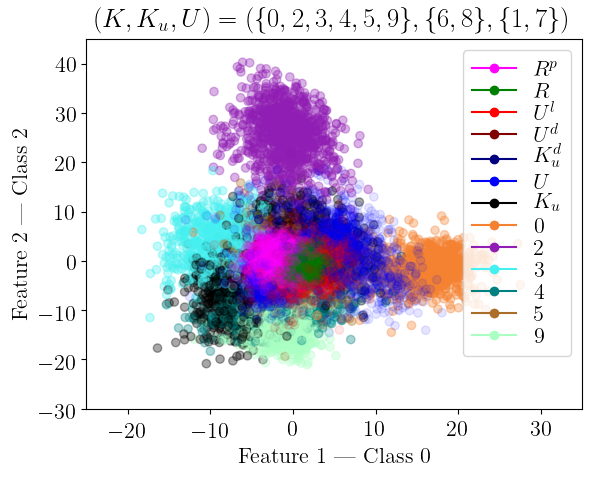 (K, K_u, U) = ({0, 2, 3, 4, 5, 9}, {6, 8}, {1, 7})
40
30
20
10
0
−10
−20
−30
Feature 2 — Class 2
R^p
R
U^l
U^d
K_u^d
U
K_u
0
2
3
4
5
9
−20
−10
0
10
20
30
Feature 1 — Class 0